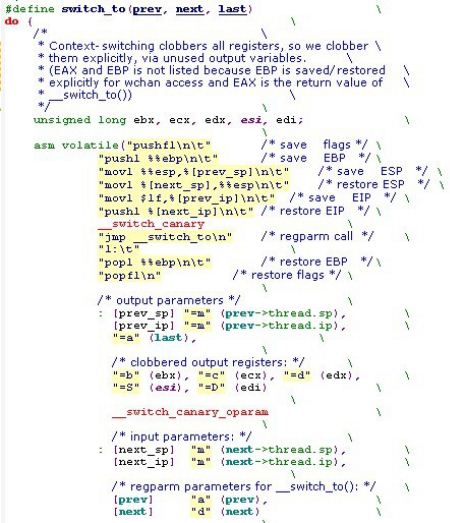 #define switch_to(prev, next, last) \
do { \
/* \
* Context-switching clobbers all registers, so we clobber \
* them explicitly, via unused output variables. \
* (EAX and EBP is not listed because EBP is saved/restored \
* explicitly for wchan access and EAX is the return value of \
* __switch_to()) \
*/ \
unsigned long ebx, ecx, edx, esi, edi; \
\
asm volatile("pushfl\n\t" /* save flags */ \
"pushl %%ebp\n\t" /* save EBP */ \
"movl %%esp,%[prev_sp]\n\t" /* save ESP */ \
"movl %[next_sp],%%esp\n\t" /* restore ESP */ \
"movl $1f,%[prev_ip]\n\t" /* save EIP */ \
"pushl %[next_ip]\n\t" /* restore EIP */ \
__switch_canary \
"jmp __switch_to\n" /* regparm call */ \
"1:\t" \
"popl %%ebp\n\t" /* restore EBP */ \
"popfl\n" /* restore flags */ \
\
/* output parameters */ \
: [prev_sp] "=m" (prev->thread.sp), \
[prev_ip] "=m" (prev->thread.ip), \
"=a" (last), \
\
/* clobbered output registers: */ \
"=b" (ebx), "=c" (ecx), "=d" (edx), \
"=S" (esi), "=D" (edi) \
\
__switch_canary_oparam \
\
/* input parameters: */ \
: [next_sp] "m" (next->thread.sp), \
[next_ip] "m" (next->thread.ip), \
\
/* regparm parameters for __switch_to(): */ \
[prev] "a" (prev), \
[next] "d" (next) \